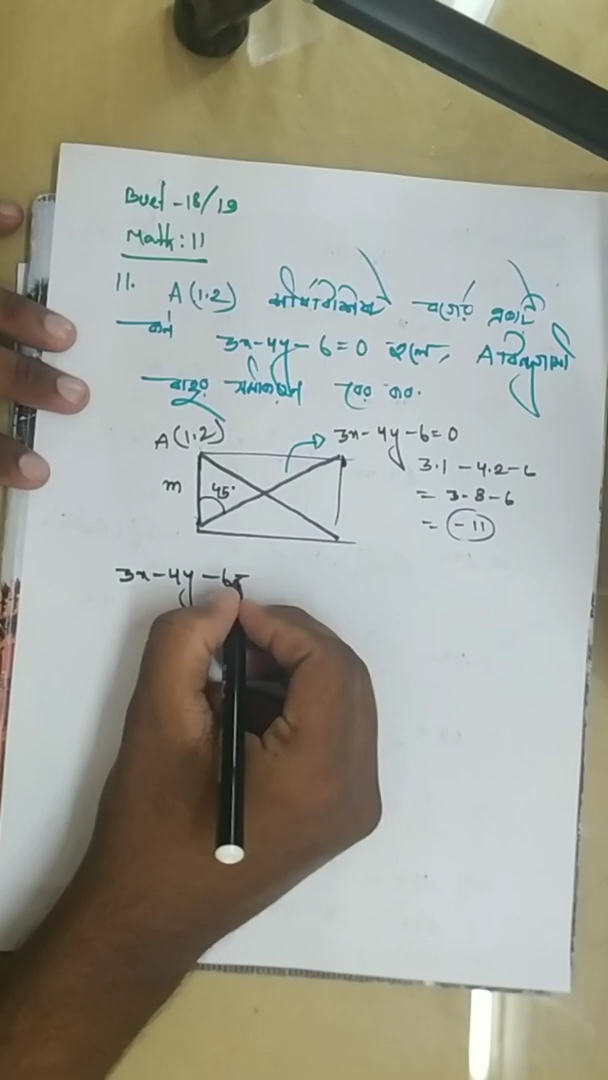 Buet - 18/19
Math: 11
11. A(1.2) শীর্ষবিশিষ্ট বর্গের একটি
কর্ণ 3x-4y-6=0 হলে, A বিন্দুগামী
বাহুর সমীকরণ বের কর.
A(1.2)
3x-4y-6=0
m
45°
3.1-4.2-6
= 3-8-6
= -11
3x-4y-6=